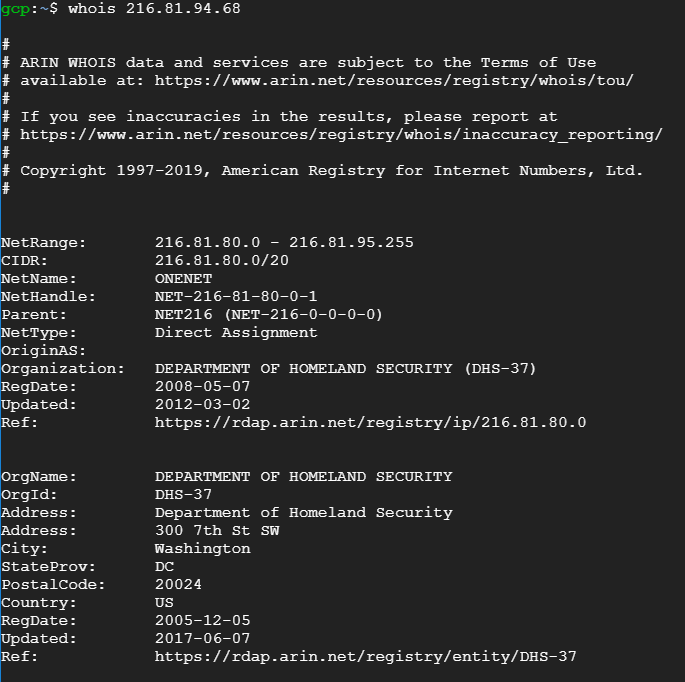 gcp:~$ whois 216.81.94.68
#
# ARIN WHOIS data and services are subject to the Terms of Use
# available at: https://www.arin.net/resources/registry/whois/tou/
#
# If you see inaccuracies in the results, please report at
# https://www.arin.net/resources/registry/whois/inaccuracy_reporting/
#
# Copyright 1997-2019, American Registry for Internet Numbers, Ltd.
#
NetRange: 216.81.80.0 - 216.81.95.255
CIDR: 216.81.80.0/20
NetName: ONENET
NetHandle: NET-216-81-80-0-1
Parent: NET216 (NET-216-0-0-0-0)
NetType: Direct Assignment
OriginAS:
Organization: DEPARTMENT OF HOMELAND SECURITY (DHS-37)
RegDate: 2008-05-07
Updated: 2012-03-02
Ref: https://rdap.arin.net/registry/ip/216.81.80.0
OrgName: DEPARTMENT OF HOMELAND SECURITY
OrgId: DHS-37
Address: Department of Homeland Security
Address: 300 7th St SW
City: Washington
StateProv: DC
PostalCode: 20024
Country: US
RegDate: 2005-12-05
Updated: 2017-06-07
Ref: https://rdap.arin.net/registry/entity/DHS-37